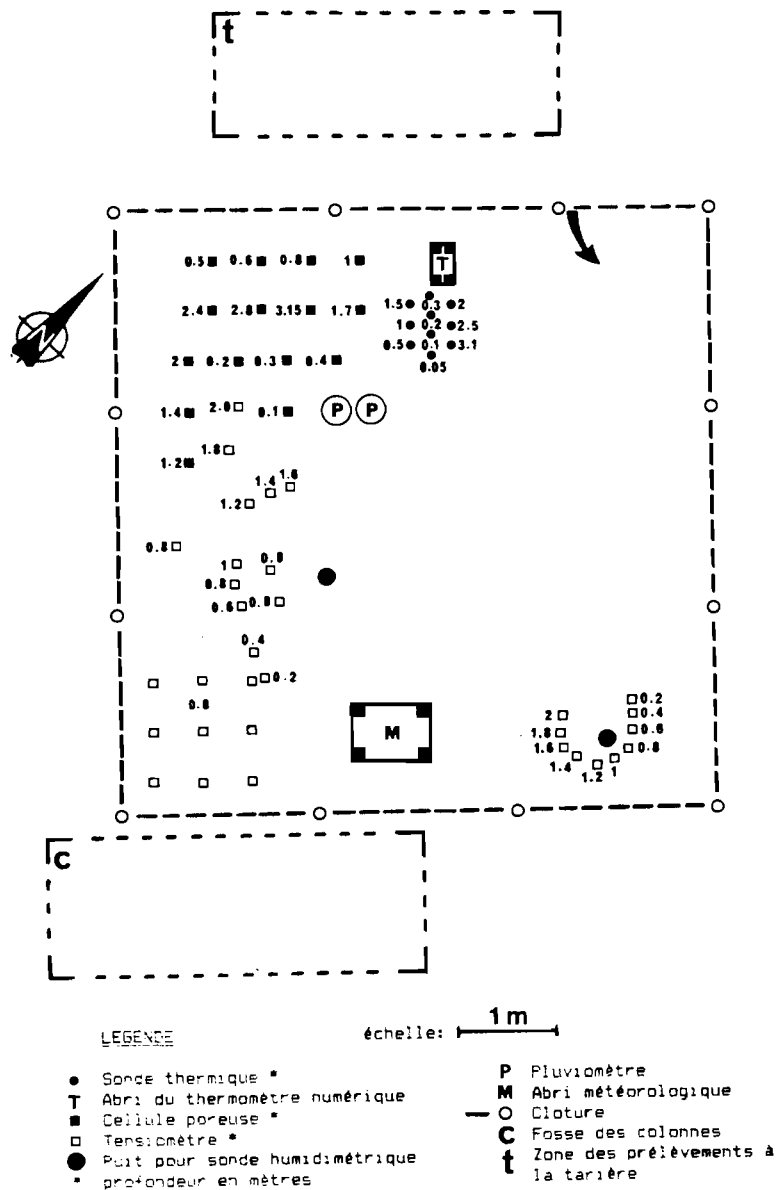 t
0.5 0.6 0.8 1 T
2.4 2.8 3.15 1.7 1.5 0.3 2
1 0.2 2.5
0.5 0.1 3.1
2 0.2 0.3 0.4 0.05
1.4 2.0 0.1 P P
1.2 1.8
1.2 1.4 1.6
0.8 1 0.8
0.6
0.4
0.2
0.8
M
2 0.2
1.8 0.4
1.6 0.6
1.4 1.2 1 0.8
C
LEGENDE
échelle: 1 m
Sonde thermique *
T Abri du thermomètre numérique
Cellule poreuse *
Tensiomètre *
Puit pour sonde humidimétrique
* profondeur en mètres
P Pluviomètre
M Abri météorologique
O Cloture
C Fosse des colonnes
t Zone des prélèvements à
la tarière